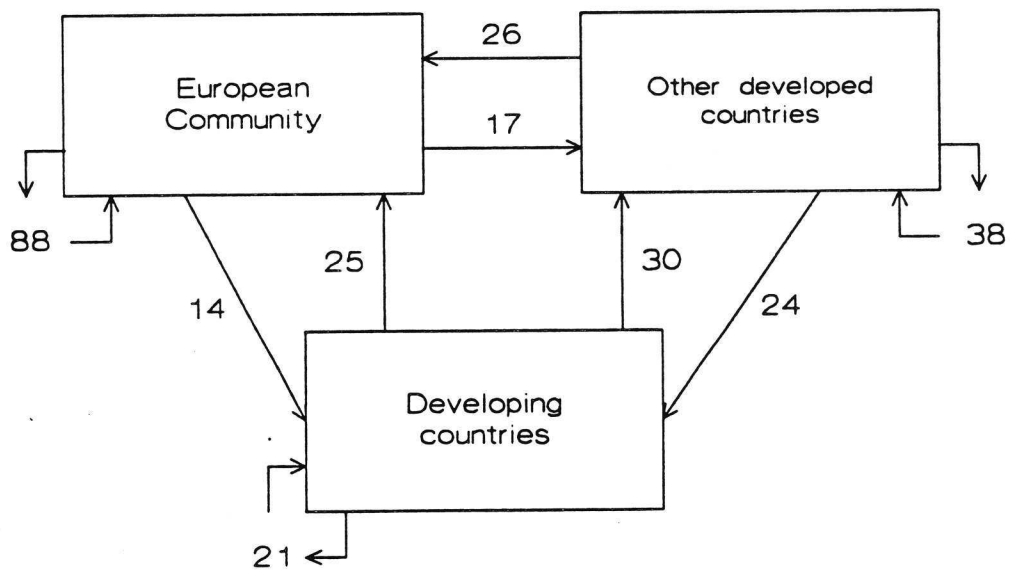 26
European
Community
Other developed
countries
17
88
38
25
30
14
24
Developing
countries
21